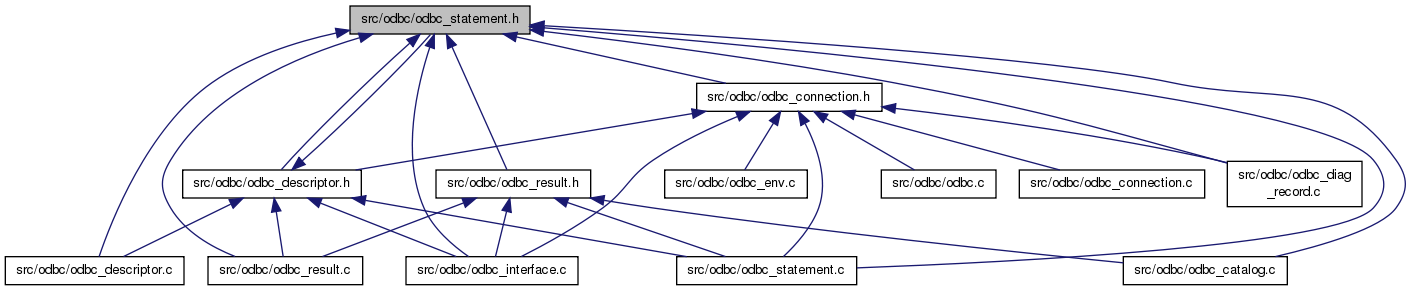 src/odbc/odbc_statement.h
src/odbc/odbc_connection.h
src/odbc/odbc_descriptor.h
src/odbc/odbc_result.h
src/odbc/odbc_env.c
src/odbc/odbc.c
src/odbc/odbc_connection.c
src/odbc/odbc_diag
_record.c
src/odbc/odbc_descriptor.c
src/odbc/odbc_result.c
src/odbc/odbc_interface.c
src/odbc/odbc_statement.c
src/odbc/odbc_catalog.c